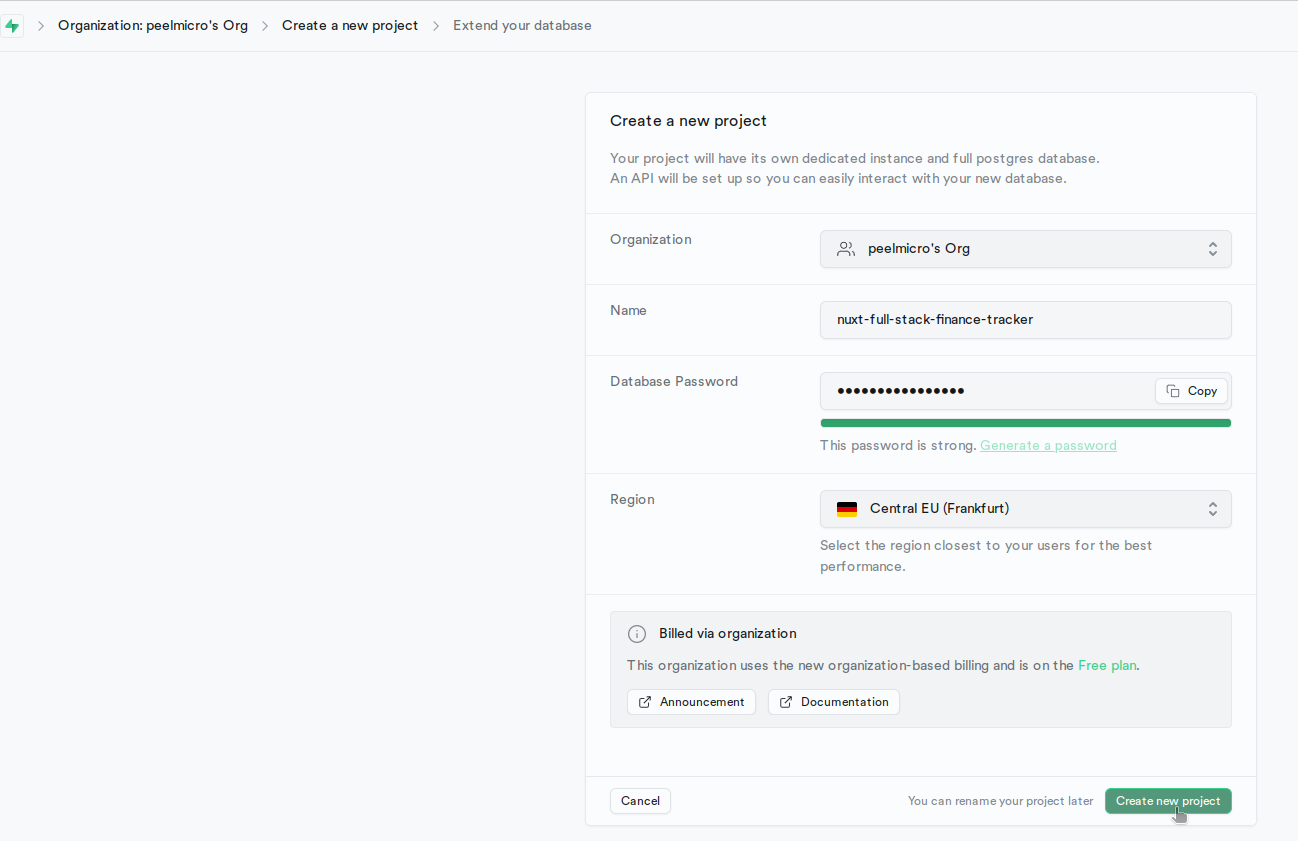 Organization: peelmicro's Org > Create a new project > Extend your database
Create a new project
Your project will have its own dedicated instance and full postgres database.
An API will be set up so you can easily interact with your new database.
Organization
peelmicro's Org
Name
nuxt-full-stack-finance-tracker
Database Password
••••••••••••••••
Copy
This password is strong. Generate a password
Region
Central EU (Frankfurt)
Select the region closest to your users for the best
performance.
Billed via organization
This organization uses the new organization-based billing and is on the Free plan.
Announcement
Documentation
Cancel
You can rename your project later
Create new project